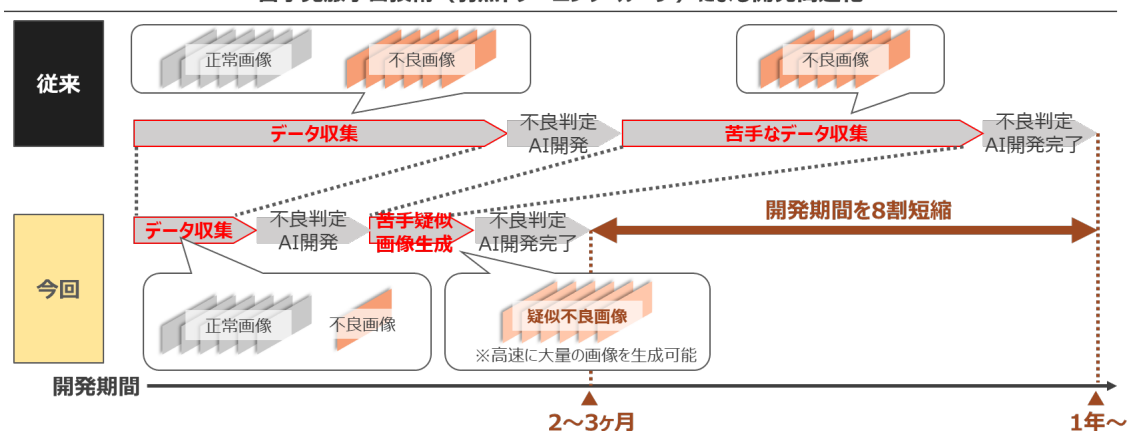 従来
正常画像
不良画像
不良画像
データ収集
不良判定
AI開発
苦手なデータ収集
不良判定
AI開発完了
データ収集
不良判定
AI開発
苦手疑似
画像生成
不良判定
AI開発完了
開発期間を8割短縮
今回
正常画像
不良画像
疑似不良画像
※高速に大量の画像を生成可能
開発期間
2～3ヶ月
1年～